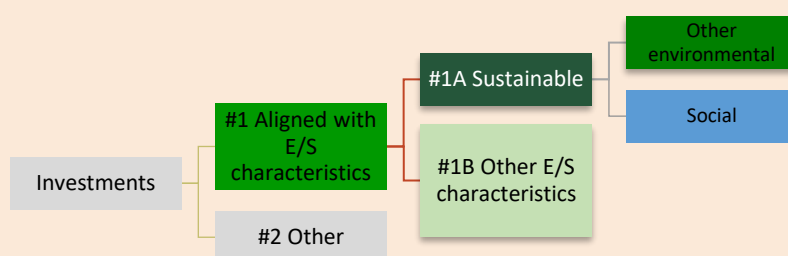 Investments
#1 Aligned with
E/S
characteristics
#2 Other
#1A Sustainable
#1B Other E/S
characteristics
Other
environmental
Social